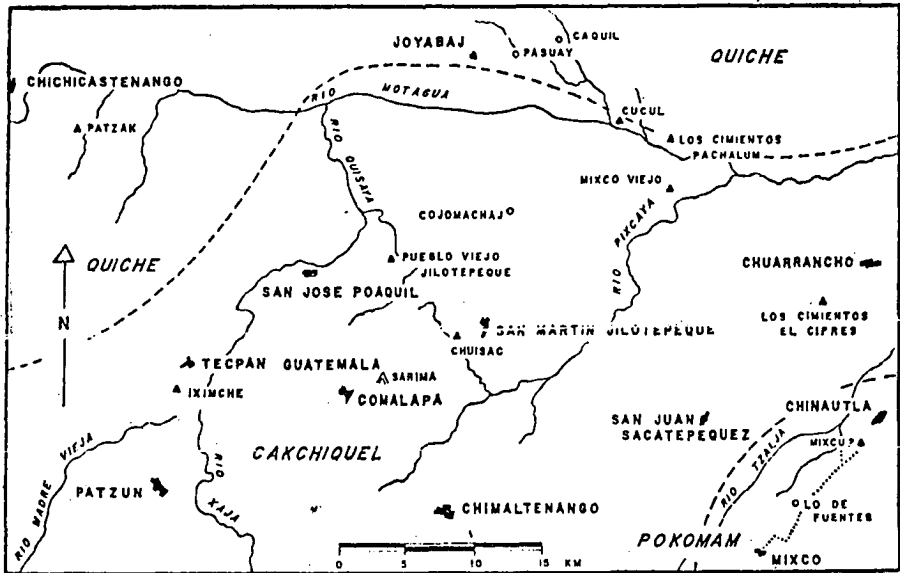 CAQUIL
JOYABAJ
PASUAY
QUICHE
CHICHICASTENANGO
RIO MOTAGUA
CUCUL
PATZAK
RIO QUISAYA
LOS CIMIENTOS
PACHALUM
MIXCO VIEJO
COJOMACHAJ
RIO PIXCAYA
QUICHE
PUEBLO VIEJO
JILOTEPEQUE
CHUARRANCHO
N
SAN JOSE POAQUIL
LOS CIMIENTOS
EL CIPRES
SAN MARTIN JILOTEPEQUE
CHUISAC
TECPAN GUATEMALA
SARIMA
IXIMCHE
COMALAPA
CHINAUTLA
SAN JUAN
SACATEPEQUEZ
MIXCU?
RIO TZALJA
CAKCHIQUEL
RIO MADRE VIEJA
RIO XAJA
PATZUN
LO DE
FUENTES
CHIMALTENANGO
POKOMAM
MIXCO
0 5 10 15
KM